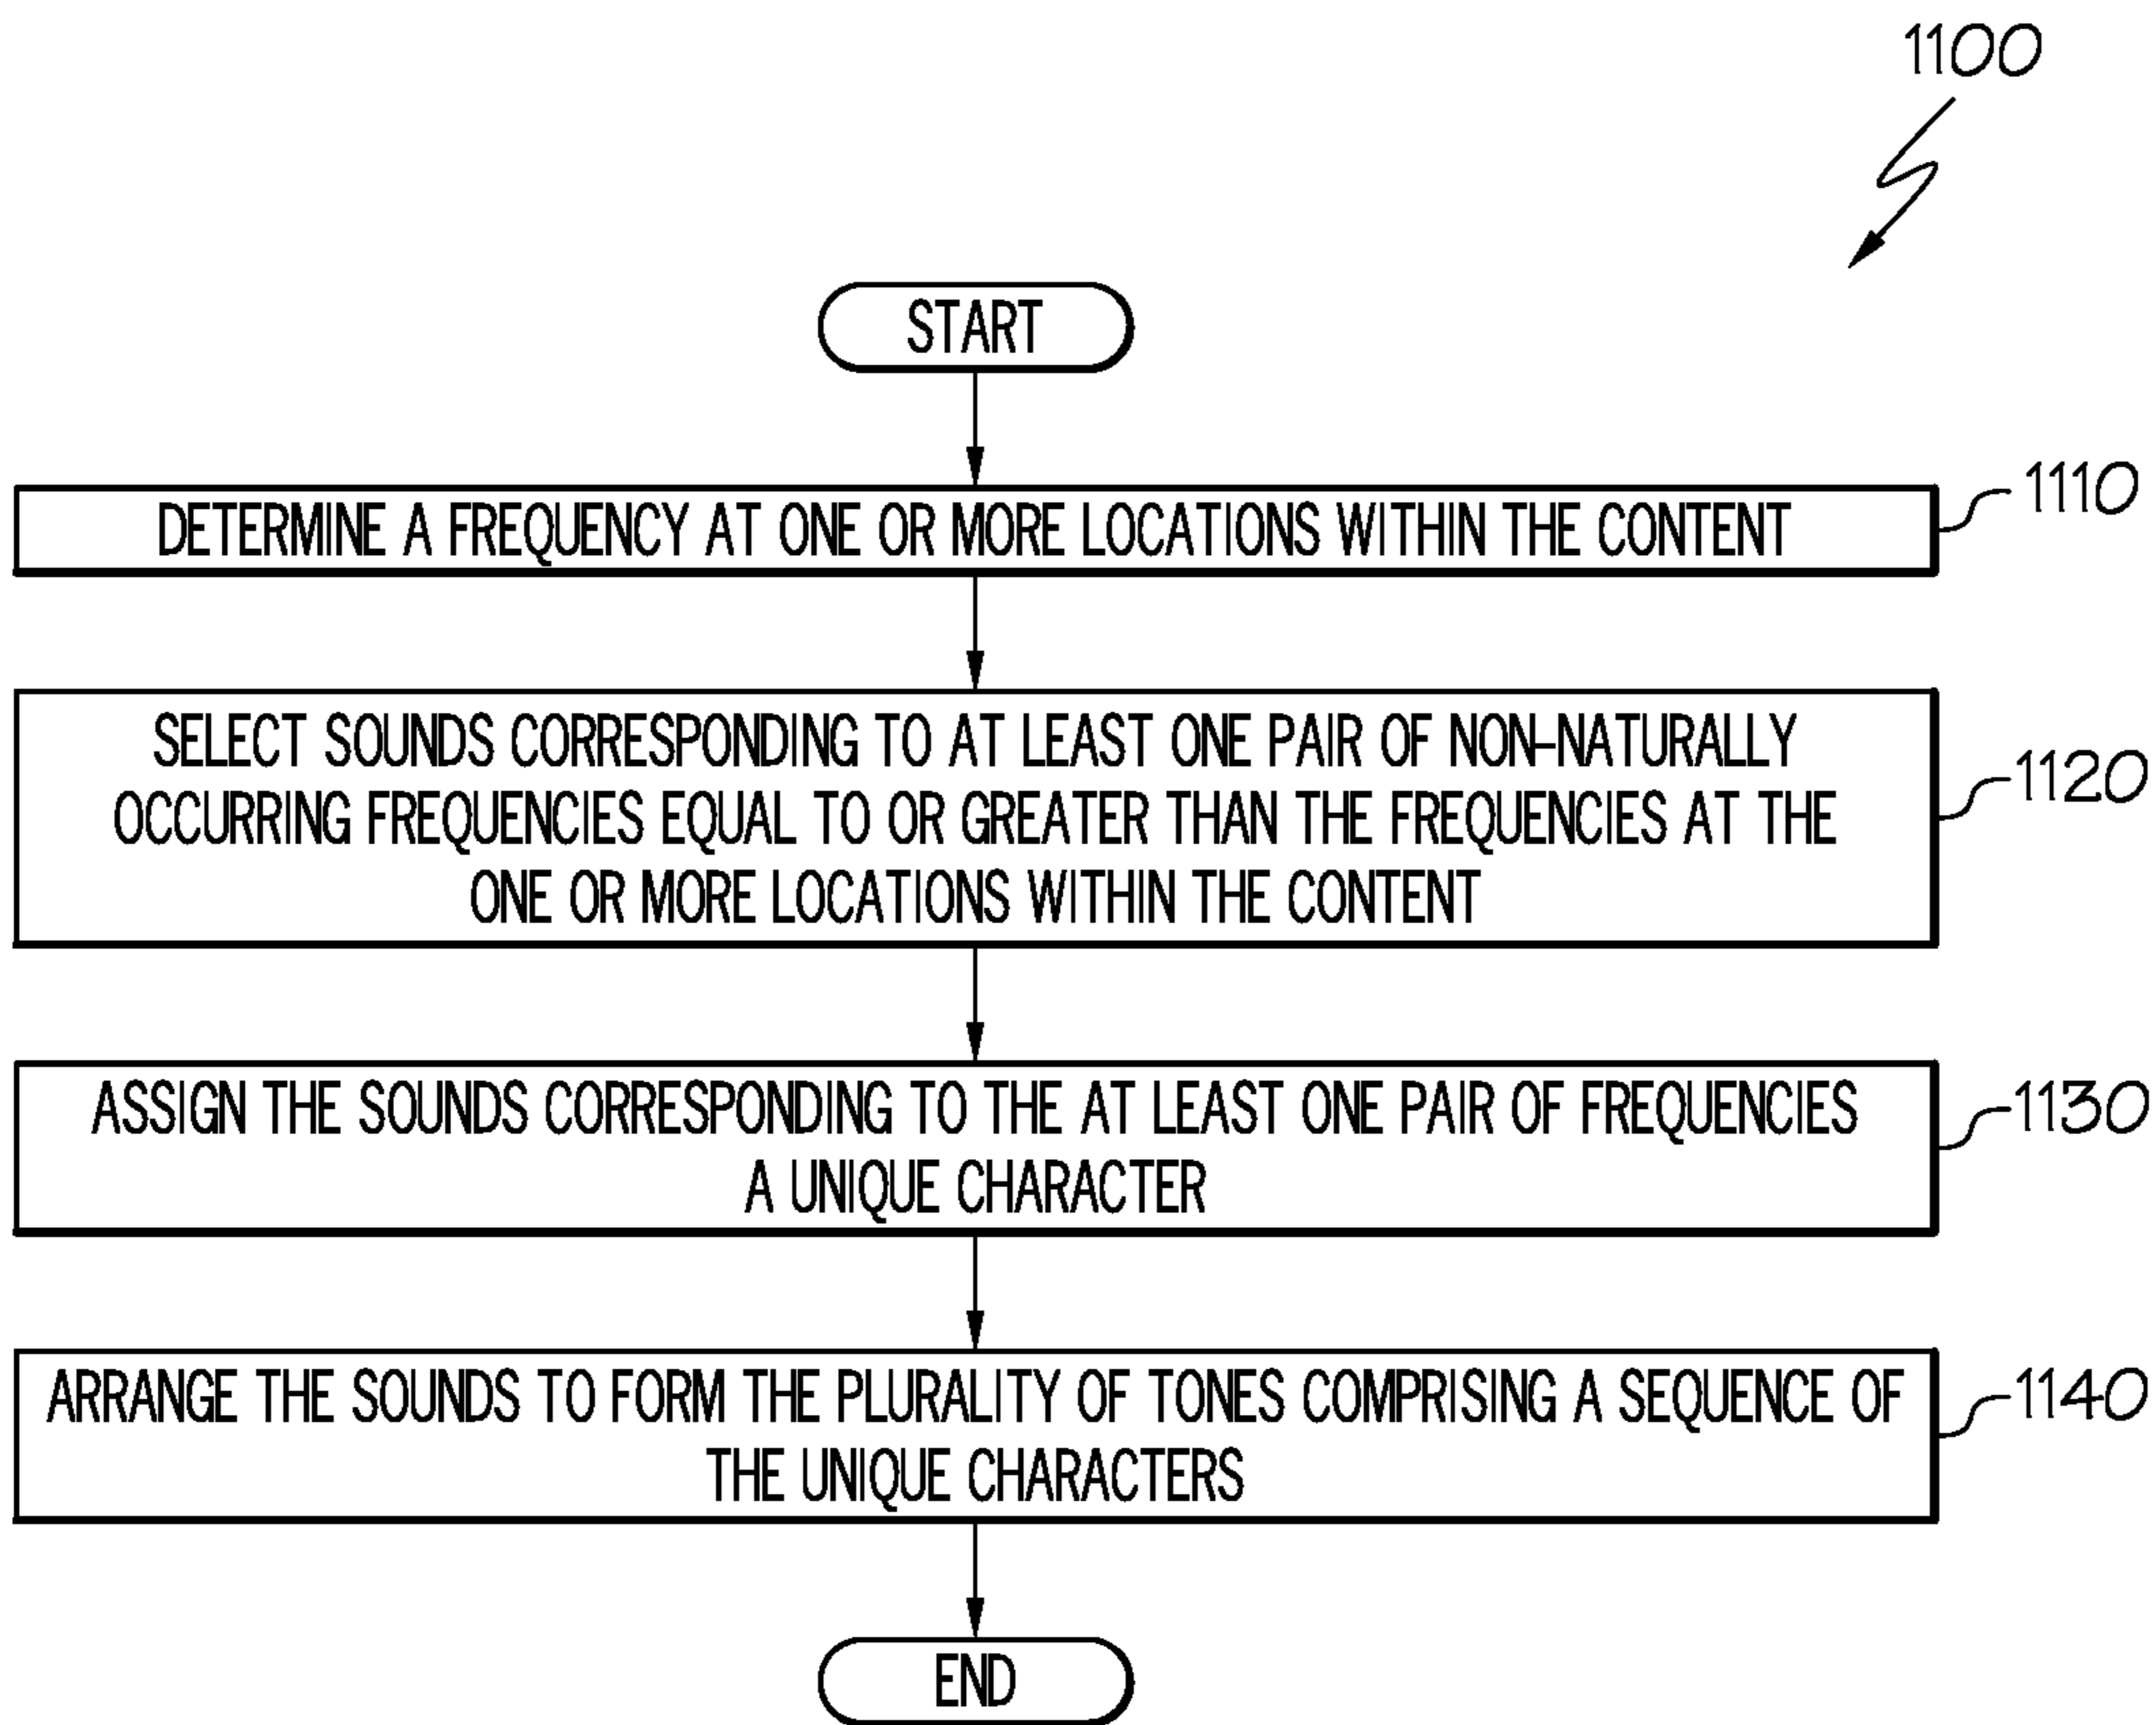 1100
START
DETERMINE A FREQUENCY AT ONE OR MORE LOCATIONS WITHIN THE CONTENT
1110
SELECT SOUNDS CORRESPONDING TO AT LEAST ONE PAIR OF NON-NATURALLY
OCCURRING FREQUENCIES EQUAL TO OR GREATER THAN THE FREQUENCIES AT THE
ONE OR MORE LOCATIONS WITHIN THE CONTENT
1120
ASSIGN THE SOUNDS CORRESPONDING TO THE AT LEAST ONE PAIR OF FREQUENCIES
A UNIQUE CHARACTER
1130
ARRANGE THE SOUNDS TO FORM THE PLURALITY OF TONES COMPRISING A SEQUENCE OF
THE UNIQUE CHARACTERS
1140
END